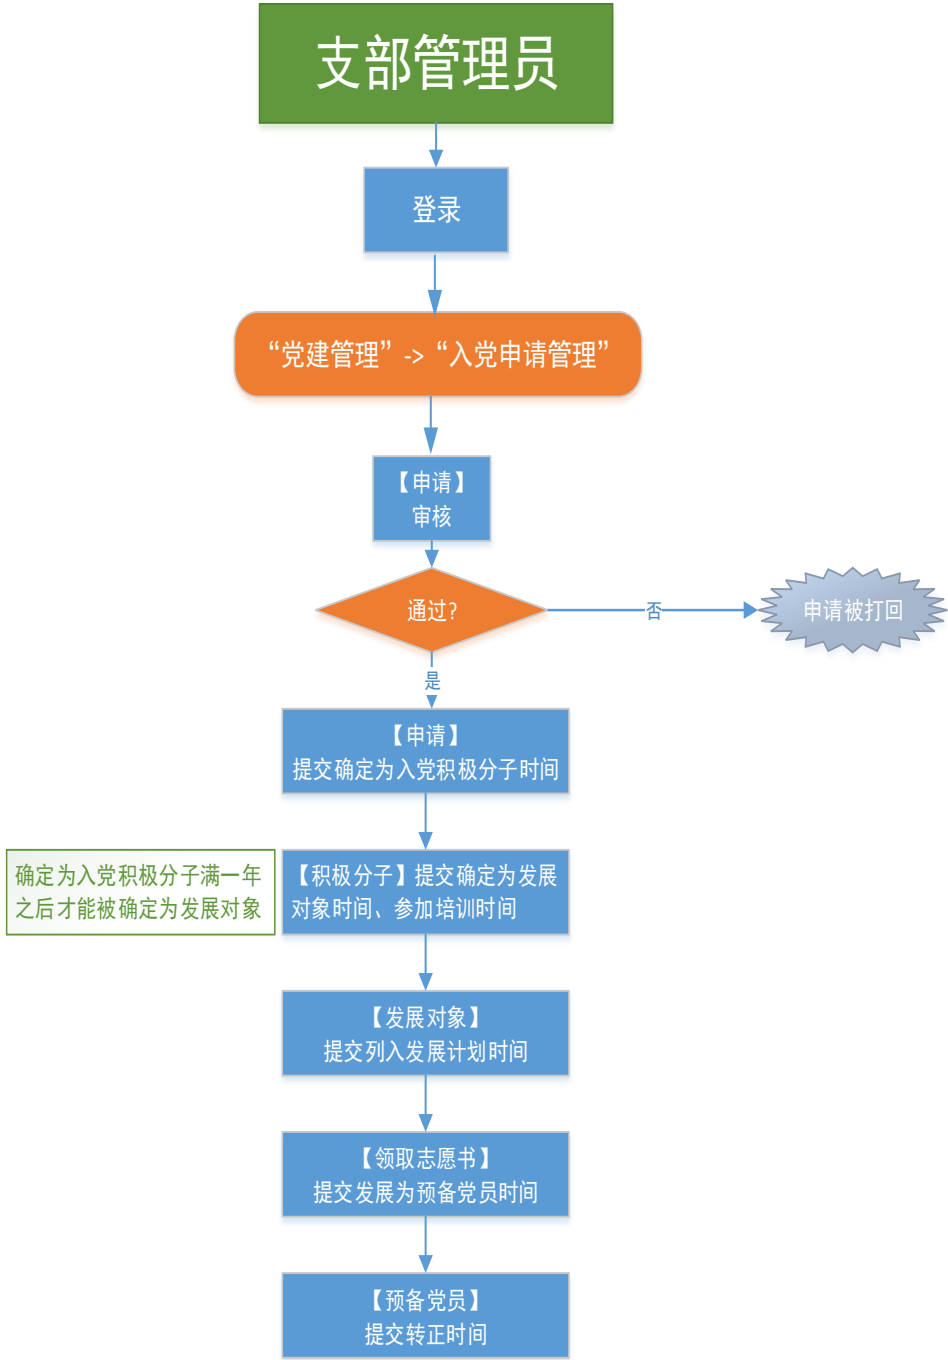 支部管理员
登录
“党建管理”->“入党申请管理”
【申请】
审核
通过?
否
申请被打回
是
【申请】
提交确定为入党积极分子时间
确定为入党积极分子满一年
之后才能被确定为发展对象
【积极分子】提交确定为发展
对象时间、参加培训时间
【发展对象】
提交列入发展计划时间
【领取志愿书】
提交发展为预备党员时间
【预备党员】
提交转正时间